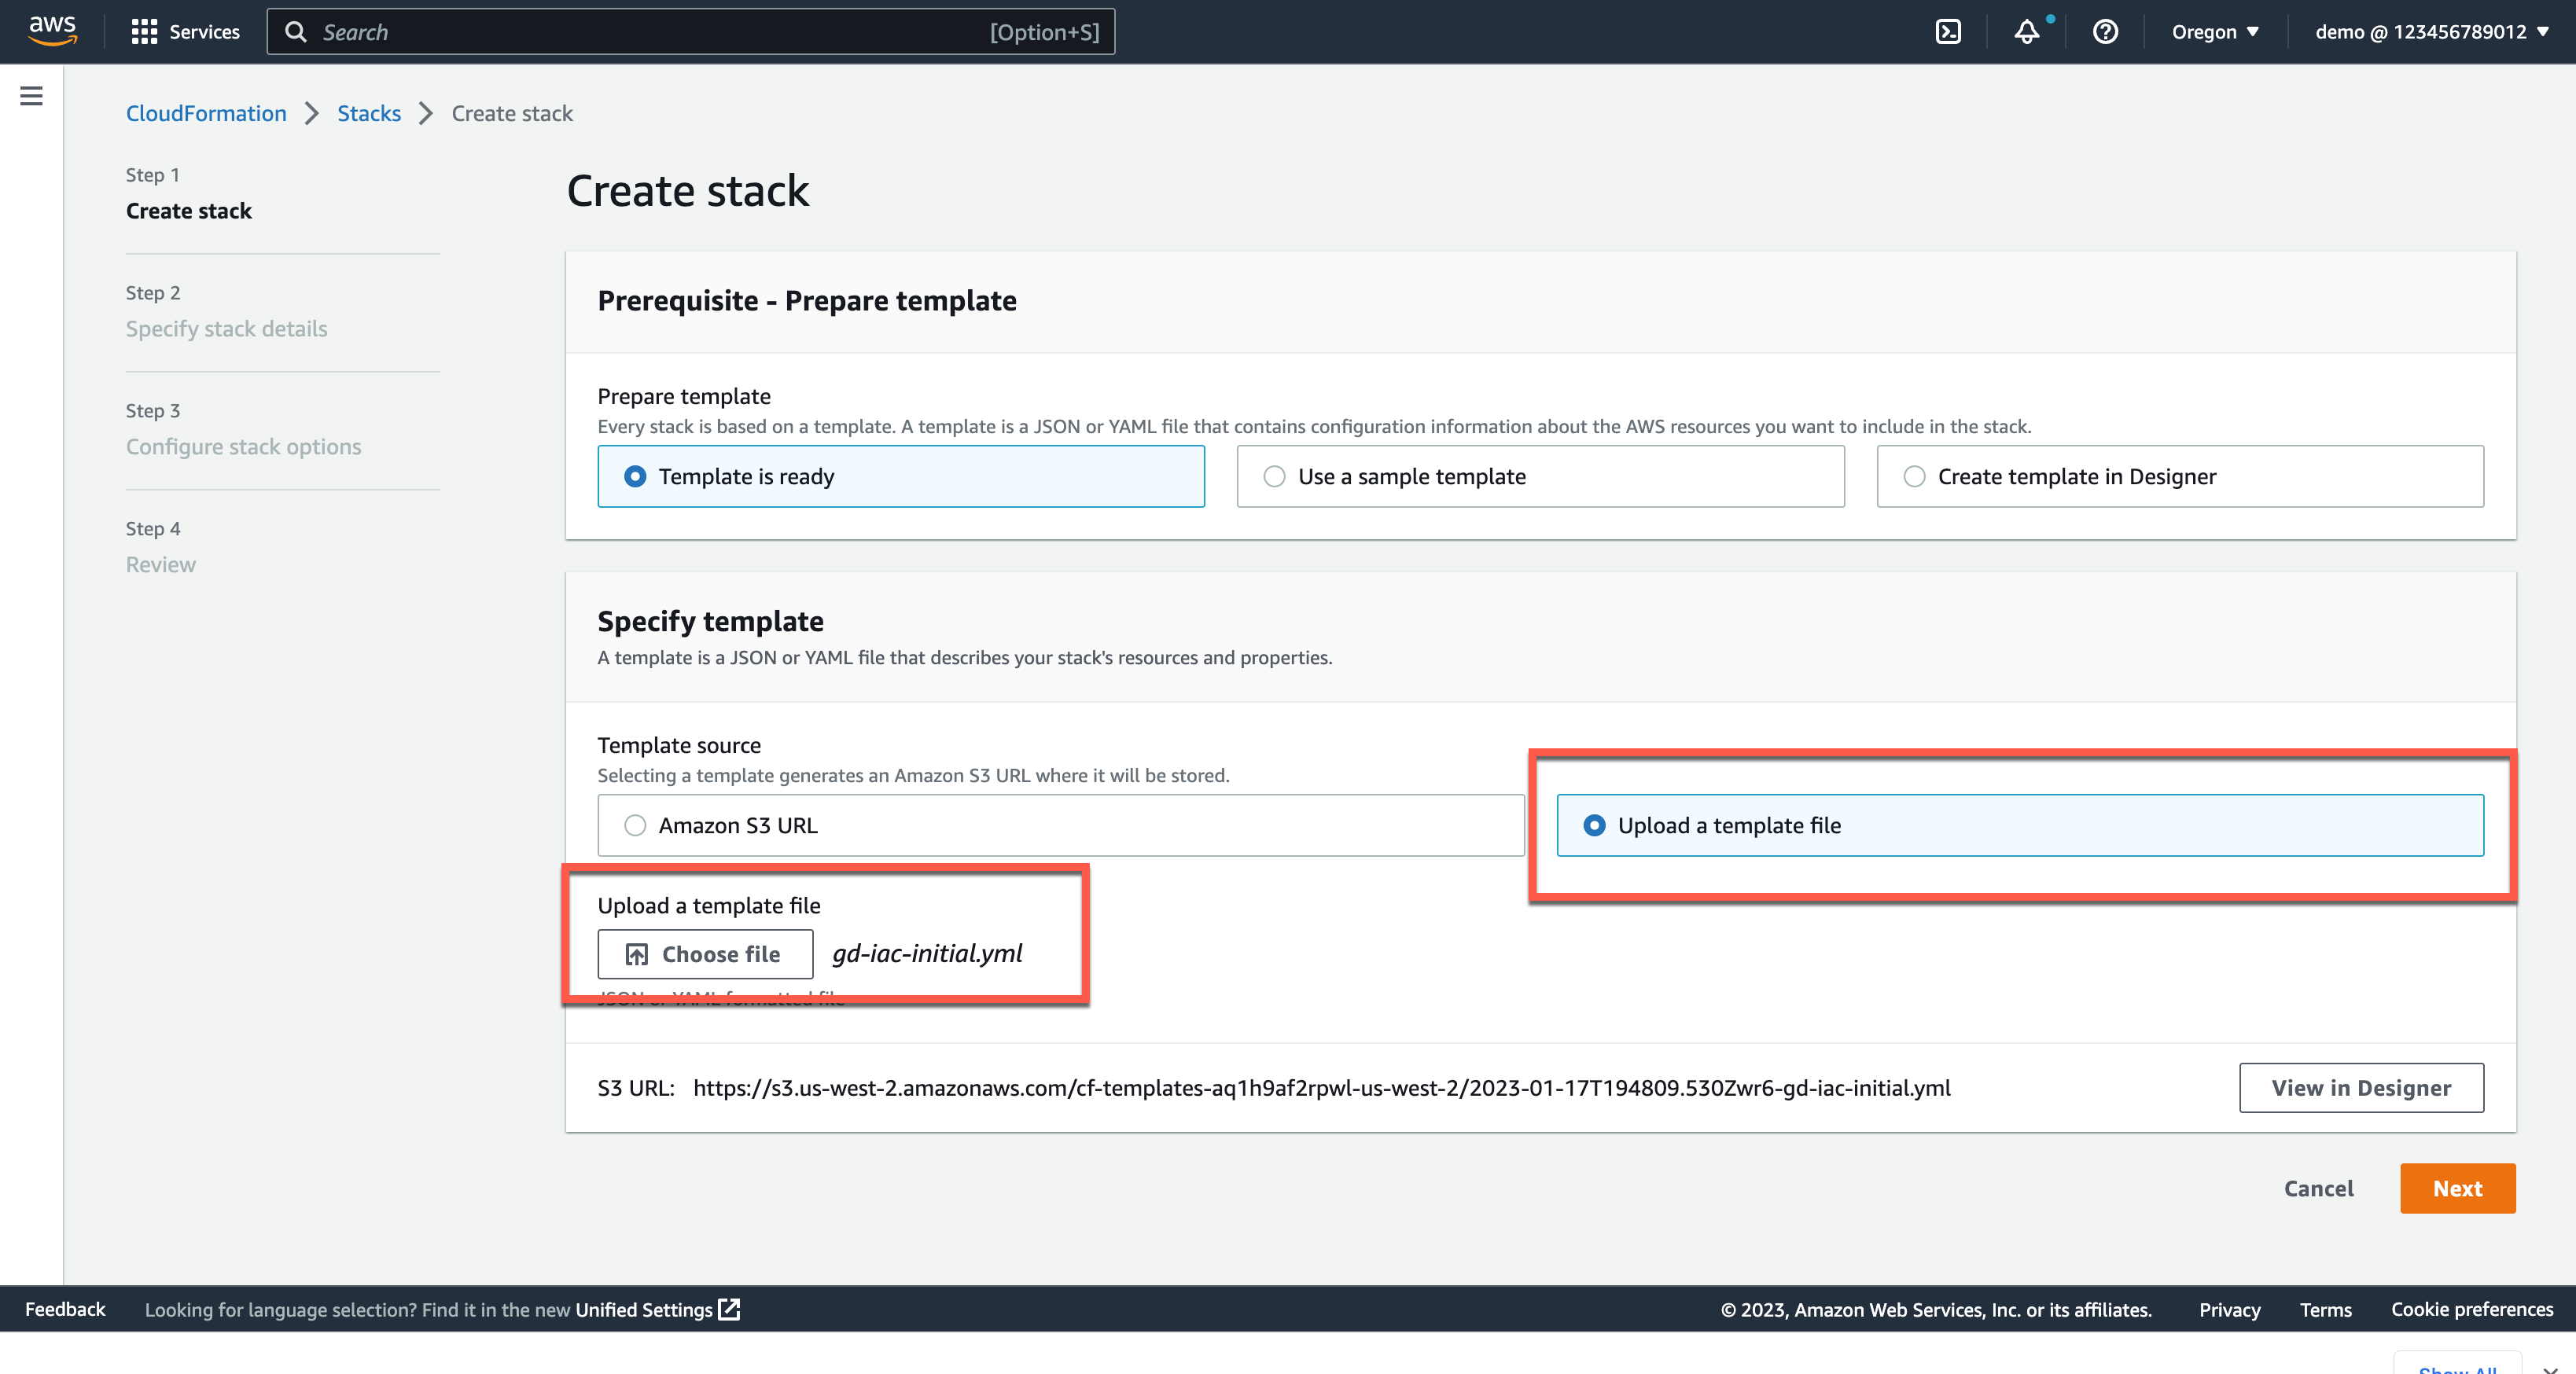 aws
Services
Search [Option+S]
Oregon ▼
demo @ 123456789012 ▼
CloudFormation > Stacks > Create stack
Step 1
Create stack
Step 2
Specify stack details
Step 3
Configure stack options
Step 4
Review
Create stack
Prerequisite - Prepare template
Prepare template
Every stack is based on a template. A template is a JSON or YAML file that contains configuration information about the AWS resources you want to include in the stack.
Template is ready
Use a sample template
Create template in Designer
Specify template
A template is a JSON or YAML file that describes your stack's resources and properties.
Template source
Selecting a template generates an Amazon S3 URL where it will be stored.
Amazon S3 URL
Upload a template file
Upload a template file
Choose file gd-iac-initial.yml
JSON or YAML formatted file
S3 URL: https://s3.us-west-2.amazonaws.com/cf-templates-aq1h9af2rpwl-us-west-2/2023-01-17T194809.530Zwr6-gd-iac-initial.yml
View in Designer
Cancel
Next
Feedback
Looking for language selection? Find it in the new Unified Settings
© 2023, Amazon Web Services, Inc. or its affiliates.
Privacy
Terms
Cookie preferences
Show All